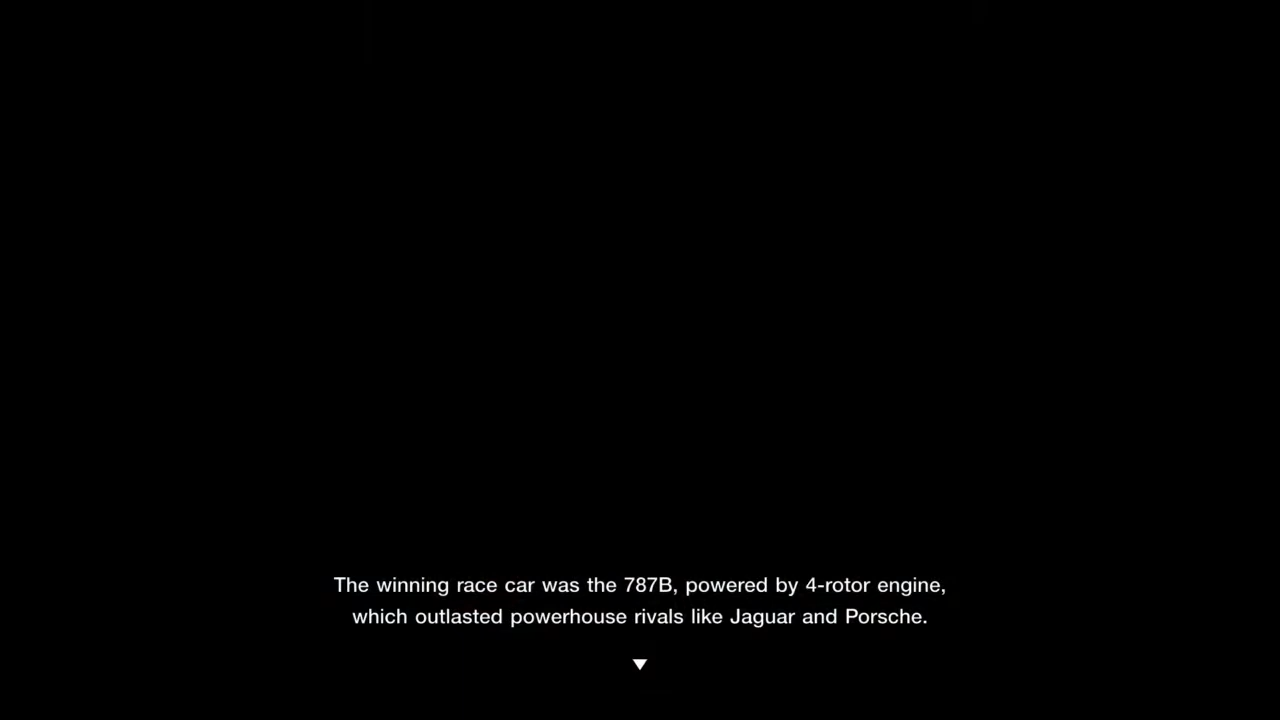 The winning race car was the 787B, powered by 4-rotor engine,
which outlasted powerhouse rivals like Jaguar and Porsche.